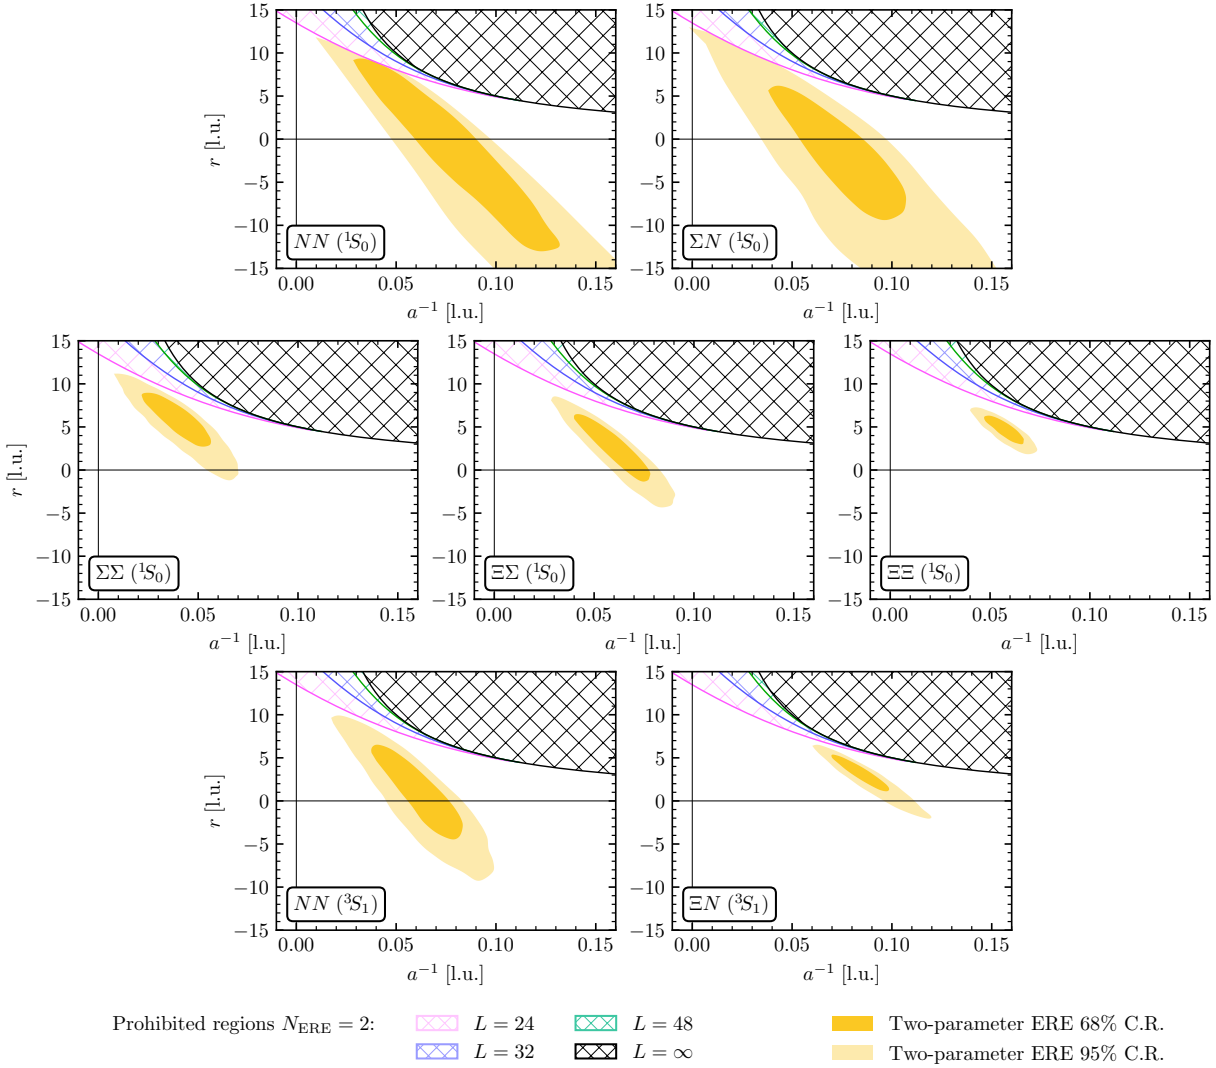 15
10
5
0
−5
−10
−15
r [l.u.]
NN (¹S₀)
0.00 0.05 0.10 0.15
a⁻¹ [l.u.]
15
10
5
0
−5
−10
−15
ΣN (¹S₀)
0.00 0.05 0.10 0.15
a⁻¹ [l.u.]
15
10
5
0
−5
−10
−15
r [l.u.]
ΣΣ (¹S₀)
0.00 0.05 0.10 0.15
a⁻¹ [l.u.]
15
10
5
0
−5
−10
−15
ΞΣ (¹S₀)
0.00 0.05 0.10 0.15
a⁻¹ [l.u.]
15
10
5
0
−5
−10
−15
ΞΞ (¹S₀)
0.00 0.05 0.10 0.15
a⁻¹ [l.u.]
15
10
5
0
−5
−10
−15
r [l.u.]
NN (³S₁)
0.00 0.05 0.10 0.15
a⁻¹ [l.u.]
15
10
5
0
−5
−10
−15
ΞN (³S₁)
0.00 0.05 0.10 0.15
a⁻¹ [l.u.]
Prohibited regions N_ERE = 2:
L = 24
L = 32
L = 48
L = ∞
Two-parameter ERE 68% C.R.
Two-parameter ERE 95% C.R.